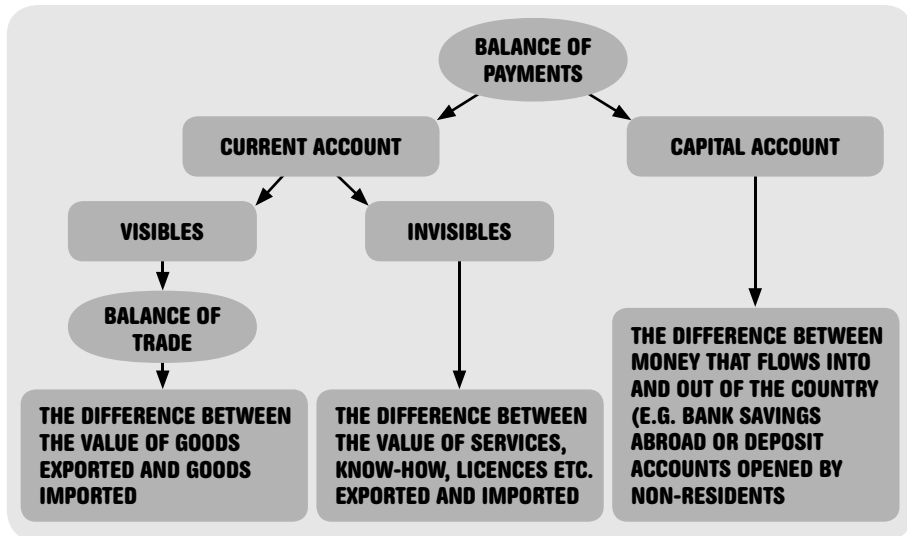 BALANCE OF
PAYMENTS
CURRENT ACCOUNT
CAPITAL ACCOUNT
VISIBLES
INVISIBLES
BALANCE OF
TRADE
THE DIFFERENCE BETWEEN
THE VALUE OF GOODS
EXPORTED AND GOODS
IMPORTED
THE DIFFERENCE BETWEEN
THE VALUE OF SERVICES,
KNOW-HOW, LICENCES ETC.
EXPORTED AND IMPORTED
THE DIFFERENCE BETWEEN
MONEY THAT FLOWS INTO
AND OUT OF THE COUNTRY
(E.G. BANK SAVINGS
ABROAD OR DEPOSIT
ACCOUNTS OPENED BY
NON-RESIDENTS